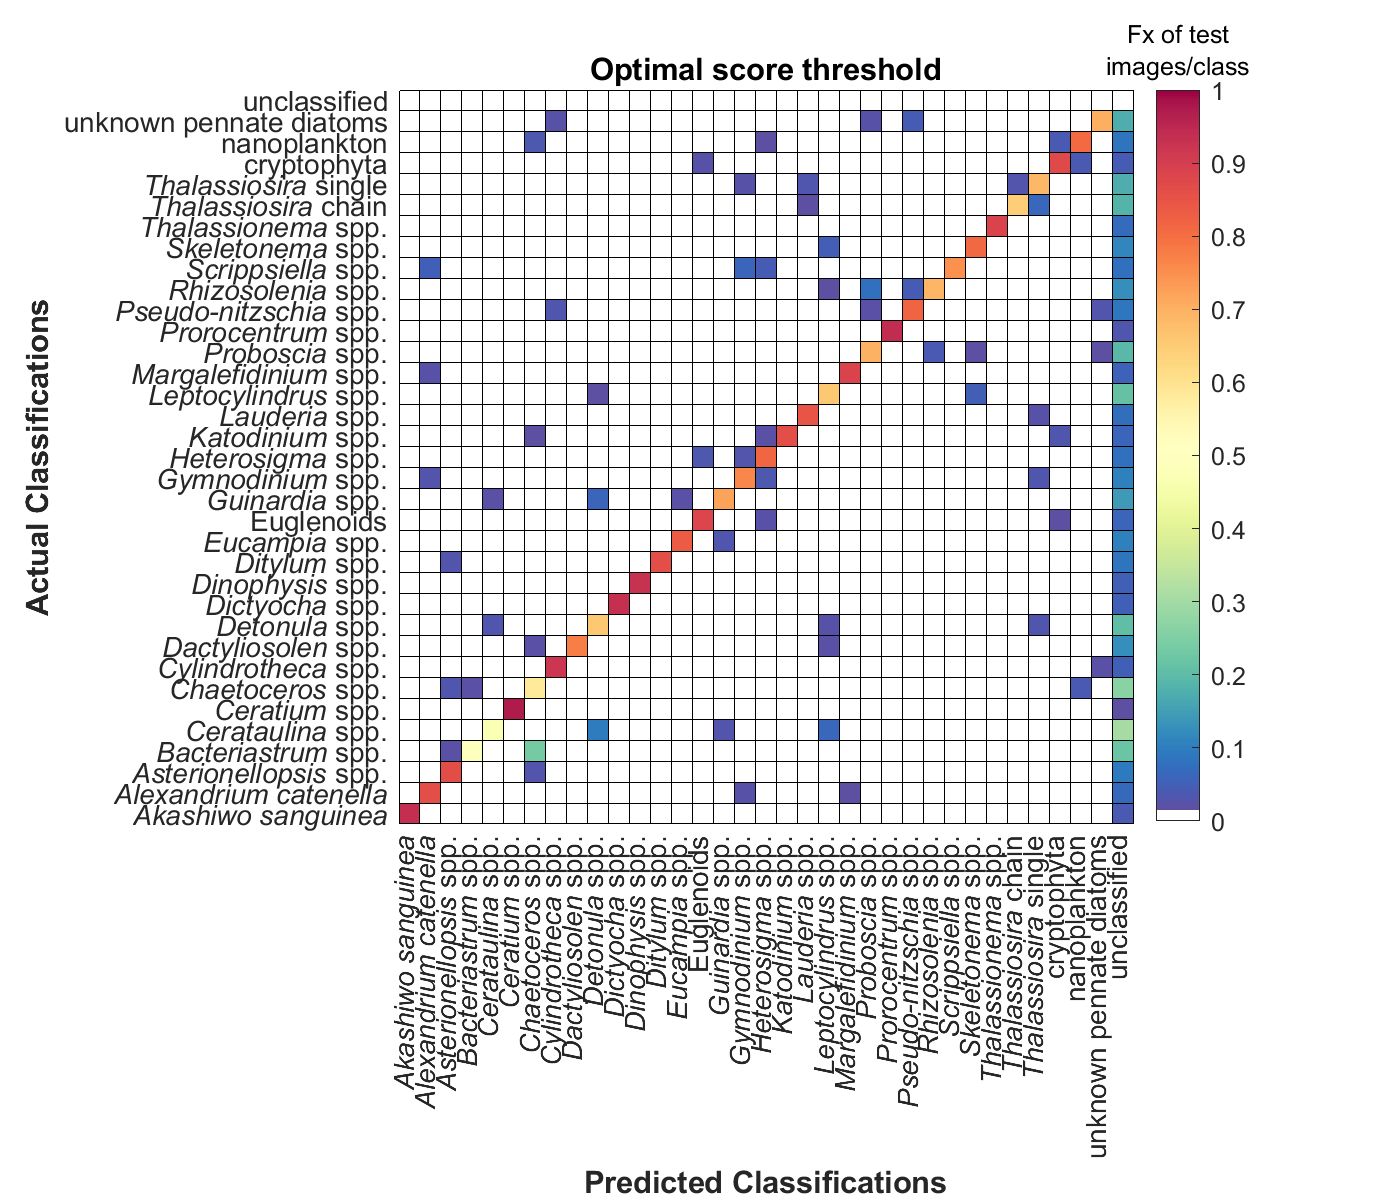 Fx of test
images/class
Optimal score threshold
unclassified
unknown pennate diatoms
nanoplankton
cryptophyta
Thalassiosira single
Thalassiosira chain
Thalassionema spp.
Skeletonema spp.
Scrippsiella spp.
Rhizosolenia spp.
Pseudo-nitzschia spp.
Prorocentrum spp.
Proboscia spp.
Margalefidinium spp.
Leptocylindrus spp.
Lauderia spp.
Katodinium spp.
Heterosigma spp.
Gymnodinium spp.
Guinardia spp.
Euglenoids
Eucampia spp.
Ditylum spp.
Dinophysis spp.
Dictyocha spp.
Detonula spp.
Dactyliosolen spp.
Cylindrotheca spp.
Chaetoceros spp.
Ceratium spp.
Cerataulina spp.
Bacteriastrum spp.
Asterionellopsis spp.
Alexandrium catenella
Akashiwo sanguinea
Actual Classifications
1
0.9
0.8
0.7
0.6
0.5
0.4
0.3
0.2
0.1
0
Akashiwo sanguinea
Alexandrium catenella
Asterionellopsis spp.
Bacteriastrum spp.
Cerataulina spp.
Ceratium spp.
Chaetoceros spp.
Cylindrotheca spp.
Dactyliosolen spp.
Detonula spp.
Dictyocha spp.
Dinophysis spp.
Ditylum spp.
Eucampia spp.
Euglenoids
Guinardia spp.
Gymnodinium spp.
Heterosigma spp.
Katodinium spp.
Lauderia spp.
Leptocylindrus spp.
Margalefidinium spp.
Proboscia spp.
Prorocentrum spp.
Pseudo-nitzschia spp.
Rhizosolenia spp.
Scrippsiella spp.
Skeletonema spp.
Thalassionema spp.
Thalassiosira chain
Thalassiosira single
cryptophyta
nanoplankton
unknown pennate diatoms
unclassified
Predicted Classifications